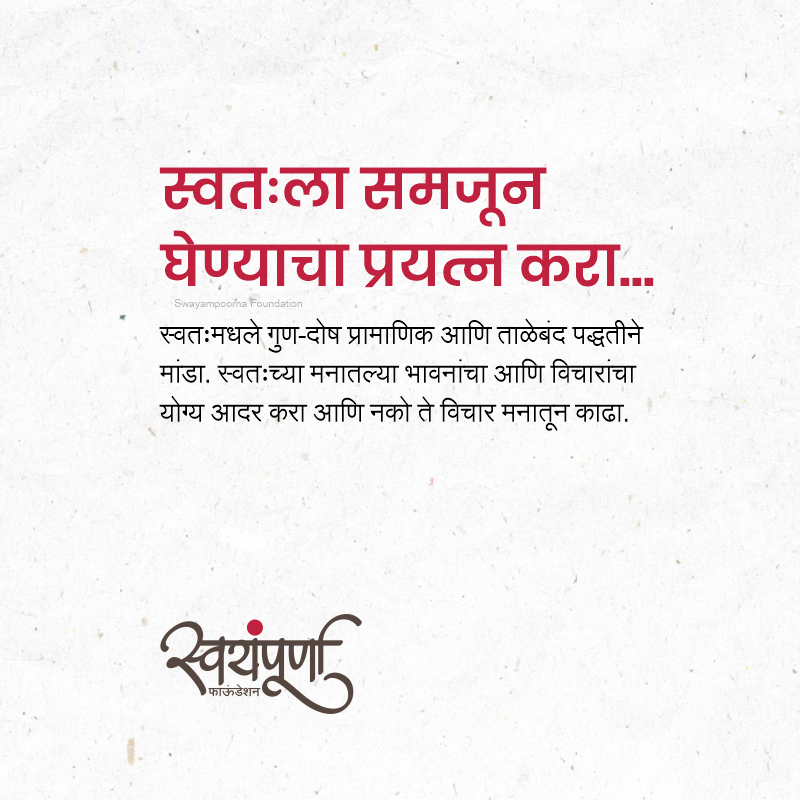 स्वतःला समजून
घेण्याचा प्रयत्न करा...
Swayampoorna Foundation
स्वतःमधले गुण-दोष प्रामाणिक आणि ताळेबंद पद्धतीने
मांडा. स्वतःच्या मनातल्या भावनांचा आणि विचारांचा
योग्य आदर करा आणि नको ते विचार मनातून काढा.
स्वयंपूर्णा
फाऊंडेशन